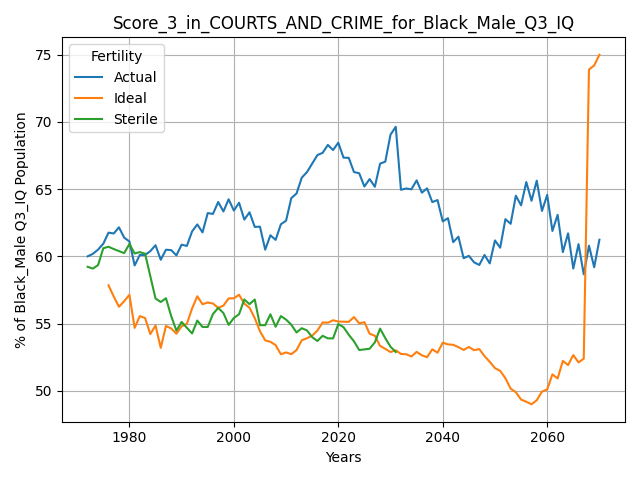 Score_3_in_COURTS_AND_CRIME_for_Black_Male_Q3_IQ
Fertility
Actual
Ideal
Sterile
% of Black_Male Q3_IQ Population
75
70
65
60
55
50
1980
2000
2020
2040
2060
Years